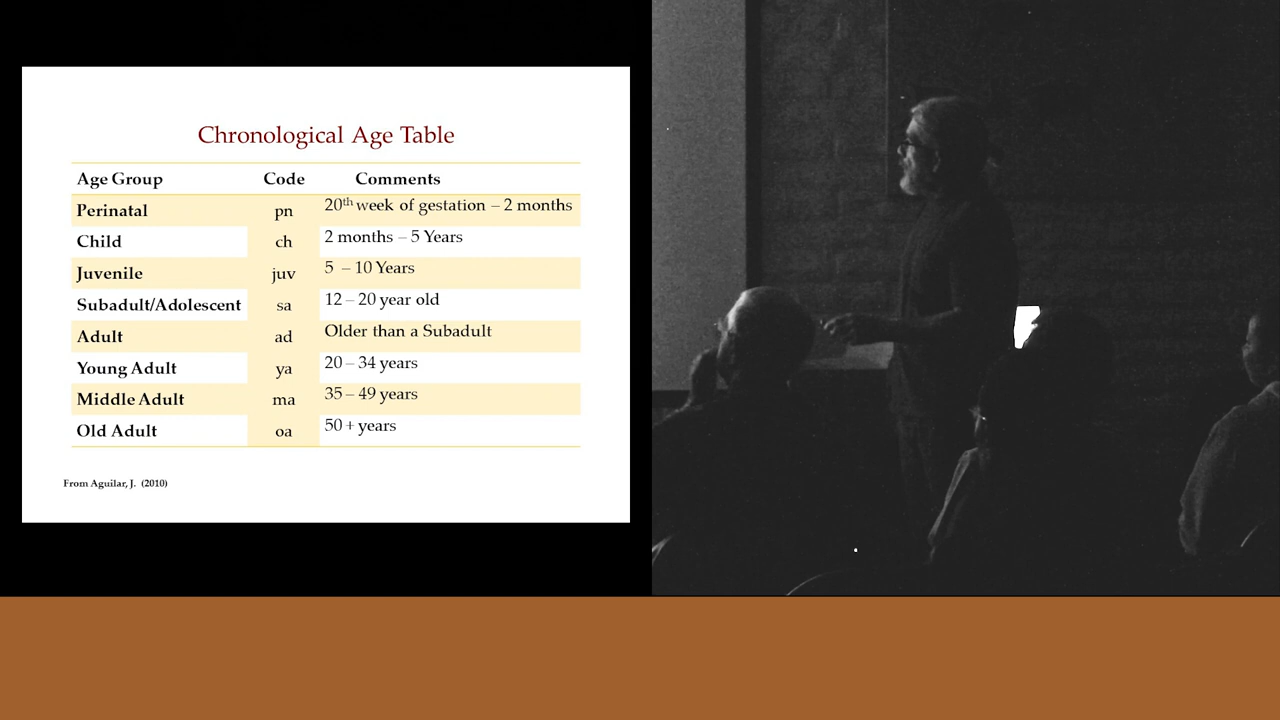 Chronological Age Table
Age Group Code Comments
Perinatal pn 20th week of gestation – 2 months
Child ch 2 months – 5 Years
Juvenile juv 5 – 10 Years
Subadult/Adolescent sa 12 – 20 year old
Adult ad Older than a Subadult
Young Adult ya 20 – 34 years
Middle Adult ma 35 – 49 years
Old Adult oa 50 + years
From Aguilar, J. (2010)